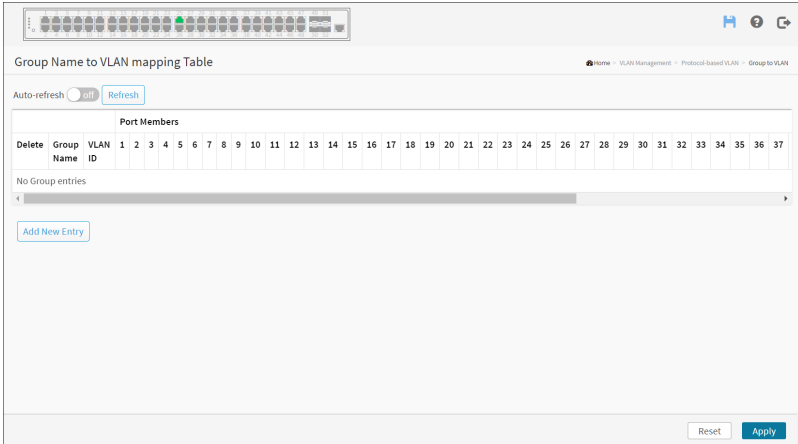 Group Name to VLAN mapping Table
Home > VLAN Management > Protocol-based VLAN > Group to VLAN
Auto-refresh off Refresh
Port Members
Delete Group Name VLAN ID 1 2 3 4 5 6 7 8 9 10 11 12 13 14 15 16 17 18 19 20 21 22 23 24 25 26 27 28 29 30 31 32 33 34 35 36 37
No Group entries
Add New Entry
Reset Apply